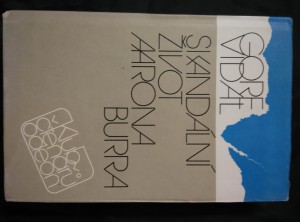 GORE
VIDAL
SKANDÁLNÍ
ŽIVOT
AARONA
BURRA